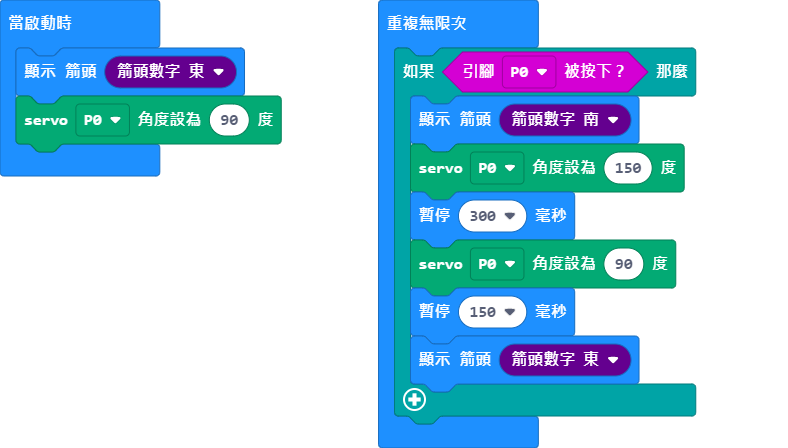 當啟動時
顯示 箭頭 箭頭數字 東
servo P0 角度設為 90 度
重複無限次
如果 引腳 P0 被按下？ 那麼
顯示 箭頭 箭頭數字 南
servo P0 角度設為 150 度
暫停 300 毫秒
servo P0 角度設為 90 度
暫停 150 毫秒
顯示 箭頭 箭頭數字 東